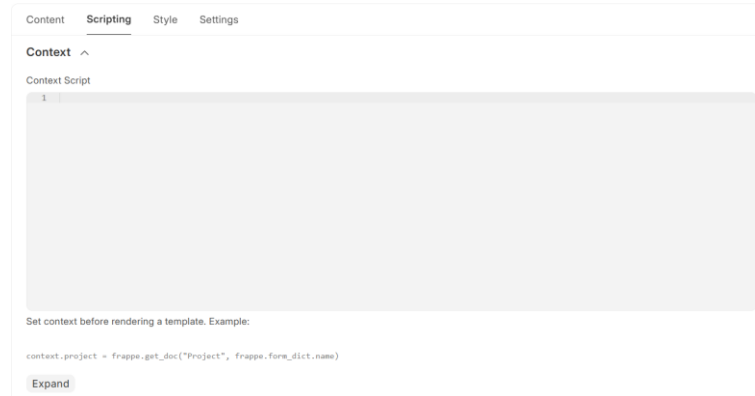 Content Scripting Style Settings
Context
Context Script
1
Set context before rendering a template. Example:
context.project = frappe.get_doc("Project", frappe.form_dict.name)
Expand